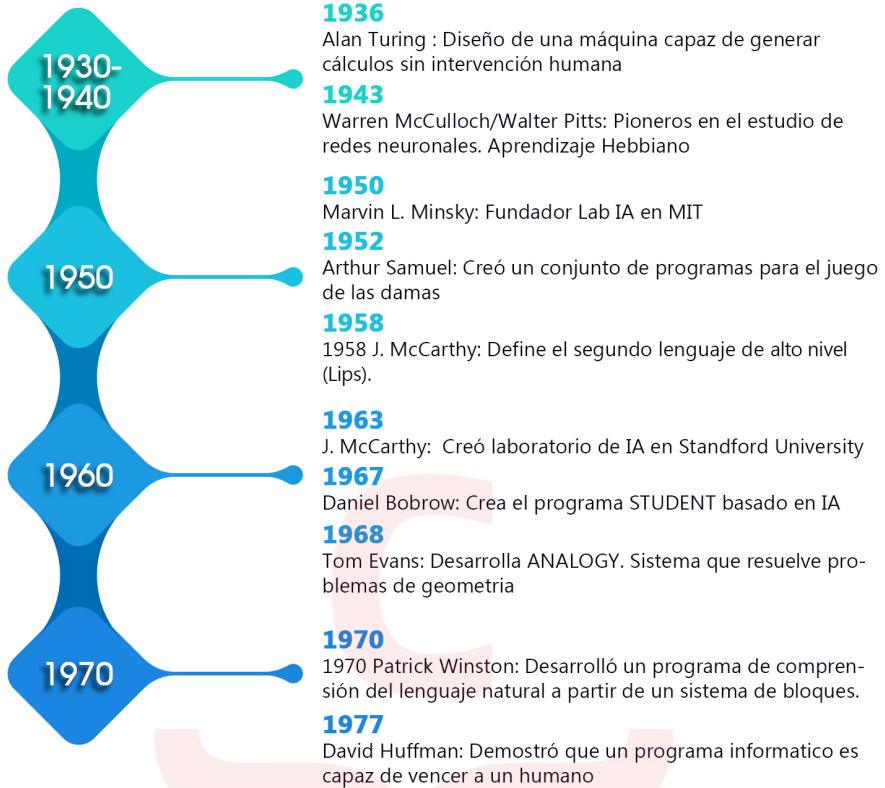 1930-
1940
1936
Alan Turing : Diseño de una máquina capaz de generar
cálculos sin intervención humana
1943
Warren McCulloch/Walter Pitts: Pioneros en el estudio de
redes neuronales. Aprendizaje Hebbiano
1950
1950
Marvin L. Minsky: Fundador Lab IA en MIT
1952
Arthur Samuel: Creó un conjunto de programas para el juego
de las damas
1958
1958 J. McCarthy: Define el segundo lenguaje de alto nivel
(Lips).
1960
1963
J. McCarthy:  Creó laboratorio de IA en Standford University
1967
Daniel Bobrow: Crea el programa STUDENT basado en IA
1968
Tom Evans: Desarrolla ANALOGY. Sistema que resuelve pro-
blemas de geometria
1970
1970
1970 Patrick Winston: Desarrolló un programa de compren-
sión del lenguaje natural a partir de un sistema de bloques.
1977
David Huffman: Demostró que un programa informatico es
capaz de vencer a un humano